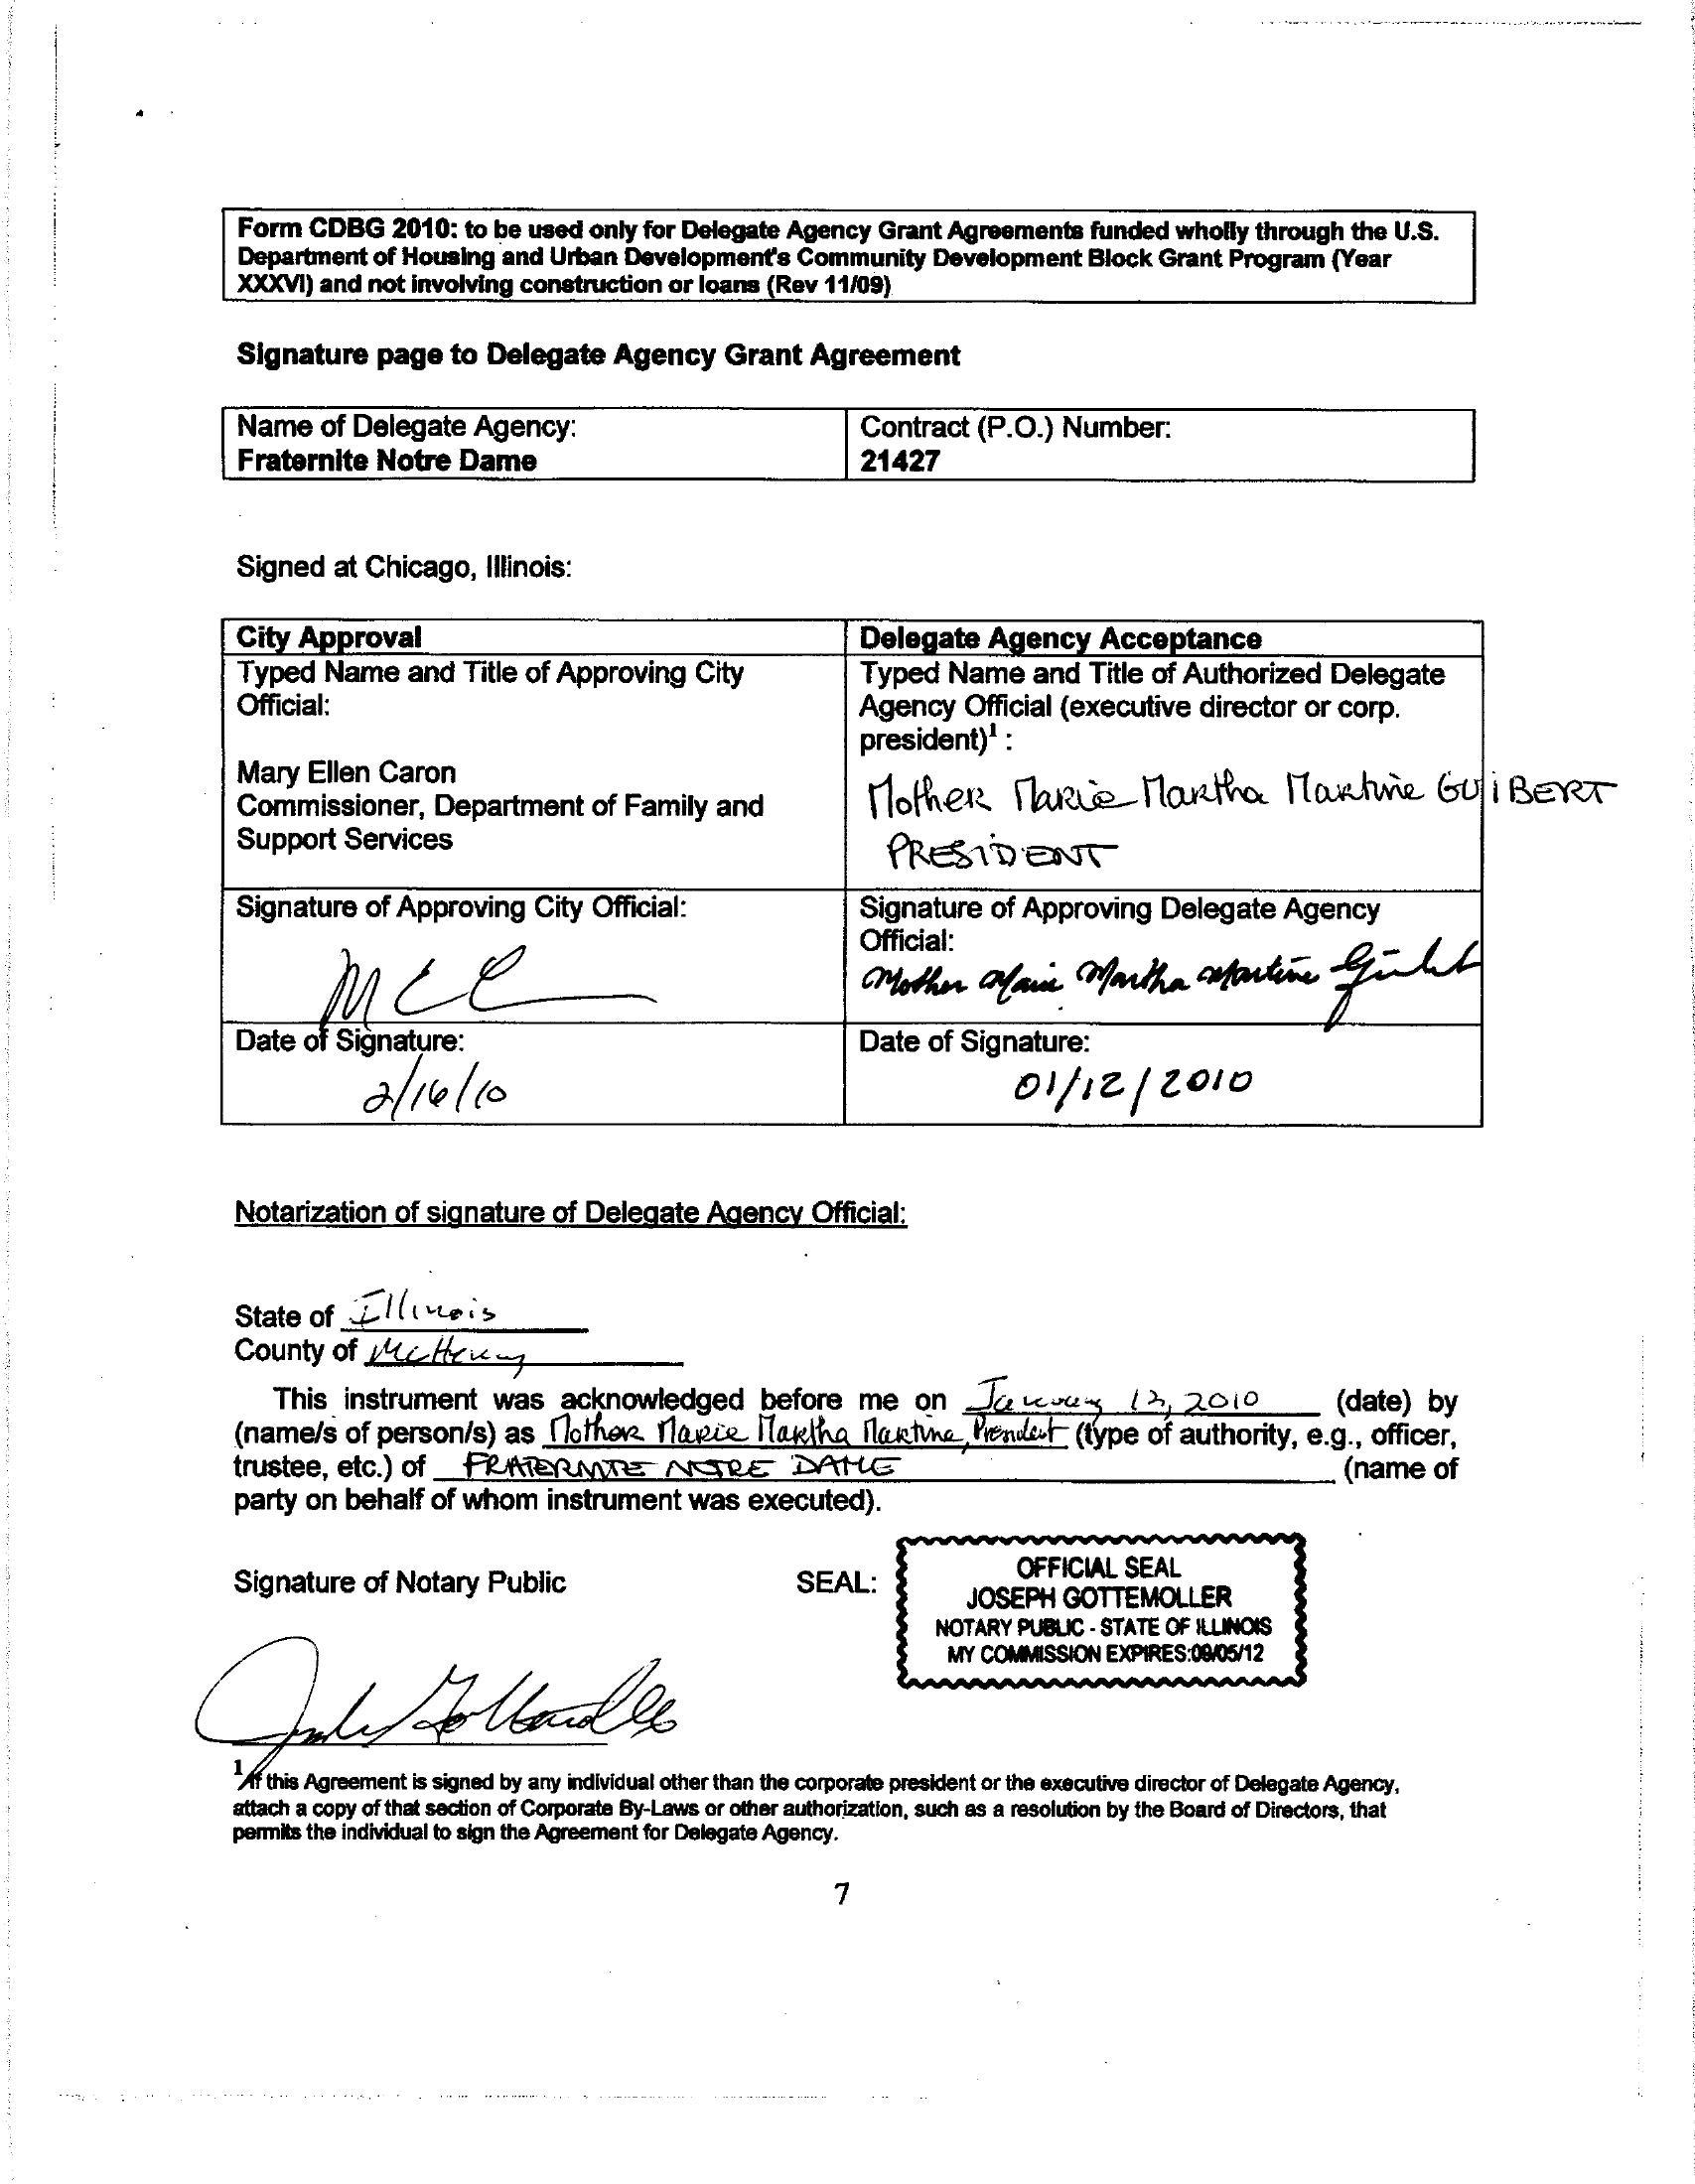 Form CDBG 2010: to be used only for Delegate Agency Grant Agreements funded wholly through the U.S.
Department of Housing and Urban Development's Community Development Block Grant Program (Year
XXXVI) and not involving construction or loans (Rev 11/09)
Signature page to Delegate Agency Grant Agreement
Name of Delegate Agency:
Fraternite Notre Dame
Contract (P.O.) Number:
21427
Signed at Chicago, Illinois:
City Approval
Typed Name and Title of Approving City
Official:
Mary Ellen Caron
Commissioner, Department of Family and
Support Services
Delegate Agency Acceptance
Typed Name and Title of Authorized Delegate
Agency Official (executive director or corp.
president)¹ :
Mother Marie Martha Martine GUiBERT
PRESIDENT
Signature of Approving City Official:
Signature of Approving Delegate Agency
Official:
Mother Marie Martha Martine Guibert
Date of Signature:
2/16/10
Date of Signature:
01/12/2010
Notarization of signature of Delegate Agency Official:
State of Illinois
County of McHenry
This instrument was acknowledged before me on January 12, 2010 (date) by
(name/s of person/s) as Mother Marie Martha Martine, President (type of authority, e.g., officer,
trustee, etc.) of FRATERNITE NOTRE DAME (name of
party on behalf of whom instrument was executed).
Signature of Notary Public
SEAL:
OFFICIAL SEAL
JOSEPH GOTTEMOLLER
NOTARY PUBLIC - STATE OF ILLINOIS
MY COMMISSION EXPIRES:09/05/12
¹If this Agreement is signed by any individual other than the corporate president or the executive director of Delegate Agency,
attach a copy of that section of Corporate By-Laws or other authorization, such as a resolution by the Board of Directors, that
permits the individual to sign the Agreement for Delegate Agency.
7